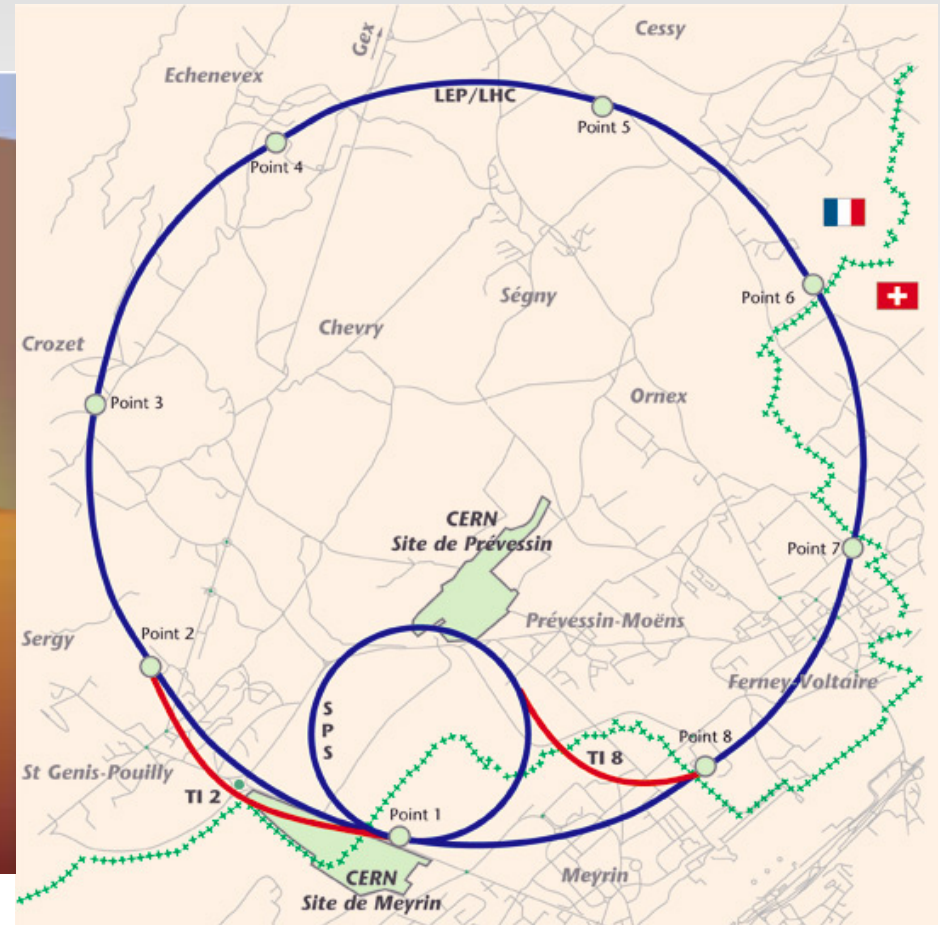 Cessy
Gex
Echenevex
LEP/LHC
Point 5
Point 4
Point 6
Ségny
Chevry
Crozet
Ornex
Point 3
CERN
Site de Prévessin
Point 7
Prévessin-Moëns
Point 2
Sergy
Ferney-Voltaire
S
P
S
Point 8
TI 8
St Genis-Pouilly
TI 2
Point 1
Meyrin
CERN
Site de Meyrin